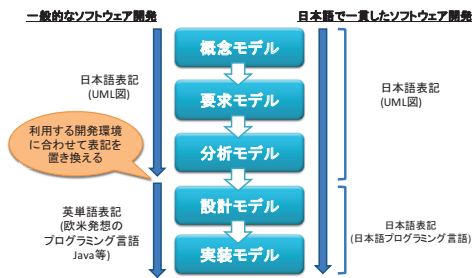 一般的なソフトウェア開発
日本語で一貫したソフトウェア開発
概念モデル
要求モデル
分析モデル
設計モデル
実装モデル
日本語表記
(UML図)
利用する開発環境
に合わせて表記を
置き換える
英単語表記
(欧米発想の
プログラミング言語
Java等)
日本語表記
(UML図)
日本語表記
(日本語プログラミング言語)